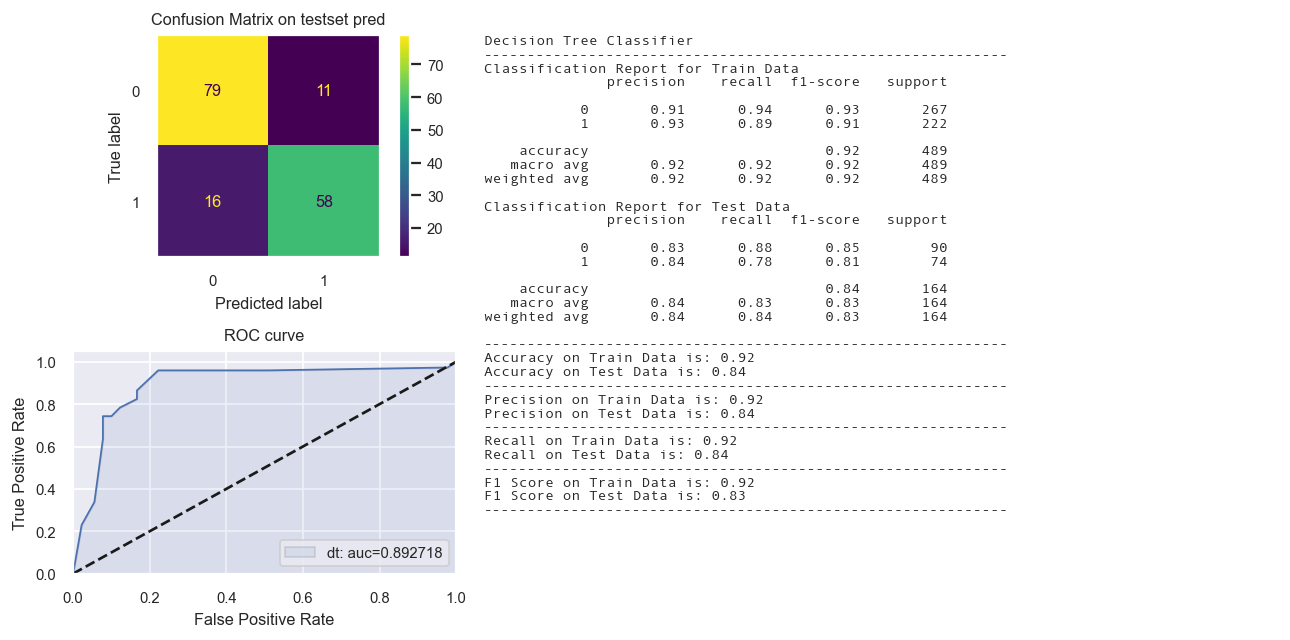 Confusion Matrix on testset pred
True label
0
1
79
11
16
58
0
1
Predicted label
70
60
50
40
30
20
ROC curve
True Positive Rate
1.0
0.8
0.6
0.4
0.2
0.0
0.0
0.2
0.4
0.6
0.8
1.0
False Positive Rate
dt: auc=0.892718
Decision Tree Classifier
------------------------------------------------------------
Classification Report for Train Data
precision recall f1-score support
0 0.91 0.94 0.93 267
1 0.93 0.89 0.91 222
accuracy 0.92 489
macro avg 0.92 0.92 0.92 489
weighted avg 0.92 0.92 0.92 489
Classification Report for Test Data
precision recall f1-score support
0 0.83 0.88 0.85 90
1 0.84 0.78 0.81 74
accuracy 0.84 164
macro avg 0.84 0.83 0.83 164
weighted avg 0.84 0.84 0.83 164
------------------------------------------------------------
Accuracy on Train Data is: 0.92
Accuracy on Test Data is: 0.84
------------------------------------------------------------
Precision on Train Data is: 0.92
Precision on Test Data is: 0.84
------------------------------------------------------------
Recall on Train Data is: 0.92
Recall on Test Data is: 0.84
------------------------------------------------------------
F1 Score on Train Data is: 0.92
F1 Score on Test Data is: 0.83
------------------------------------------------------------